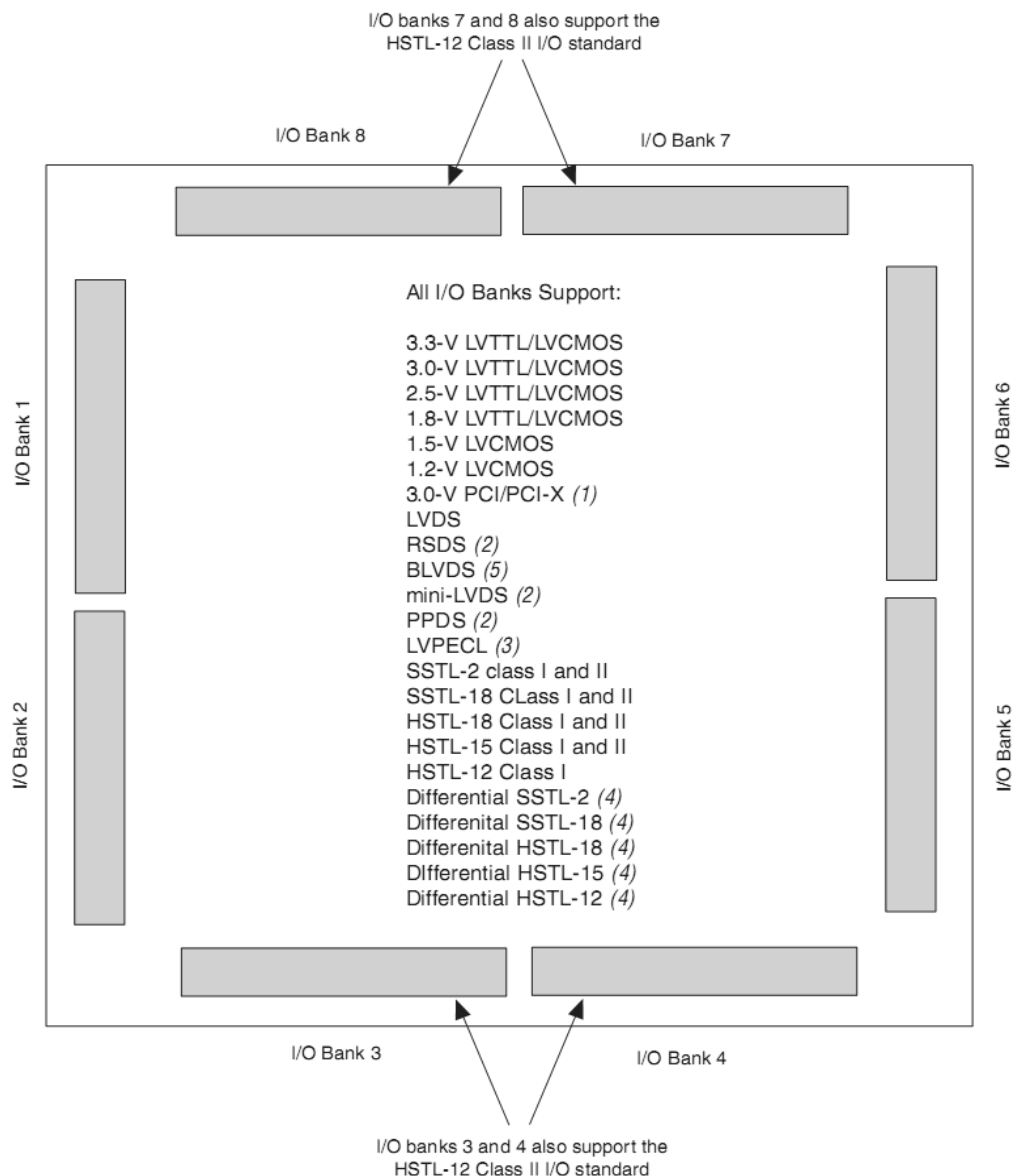 I/O banks 7 and 8 also support the
HSTL-12 Class II I/O standard
I/O Bank 8
I/O Bank 7
All I/O Banks Support:
3.3-V LVTTL/LVCMOS
3.0-V LVTTL/LVCMOS
2.5-V LVTTL/LVCMOS
1.8-V LVTTL/LVCMOS
1.5-V LVCMOS
1.2-V LVCMOS
3.0-V PCI/PCI-X (1)
LVDS
RSDS (2)
BLVDS (5)
mini-LVDS (2)
PPDS (2)
LVPECL (3)
SSTL-2 class I and II
SSTL-18 CLass I and II
HSTL-18 Class I and II
HSTL-15 Class I and II
HSTL-12 Class I
Differential SSTL-2 (4)
Differenital SSTL-18 (4)
Differenital HSTL-18 (4)
DIfferential HSTL-15 (4)
Differential HSTL-12 (4)
I/O Bank 1
I/O Bank 2
I/O Bank 6
I/O Bank 5
I/O Bank 3
I/O Bank 4
I/O banks 3 and 4 also support the
HSTL-12 Class II I/O standard